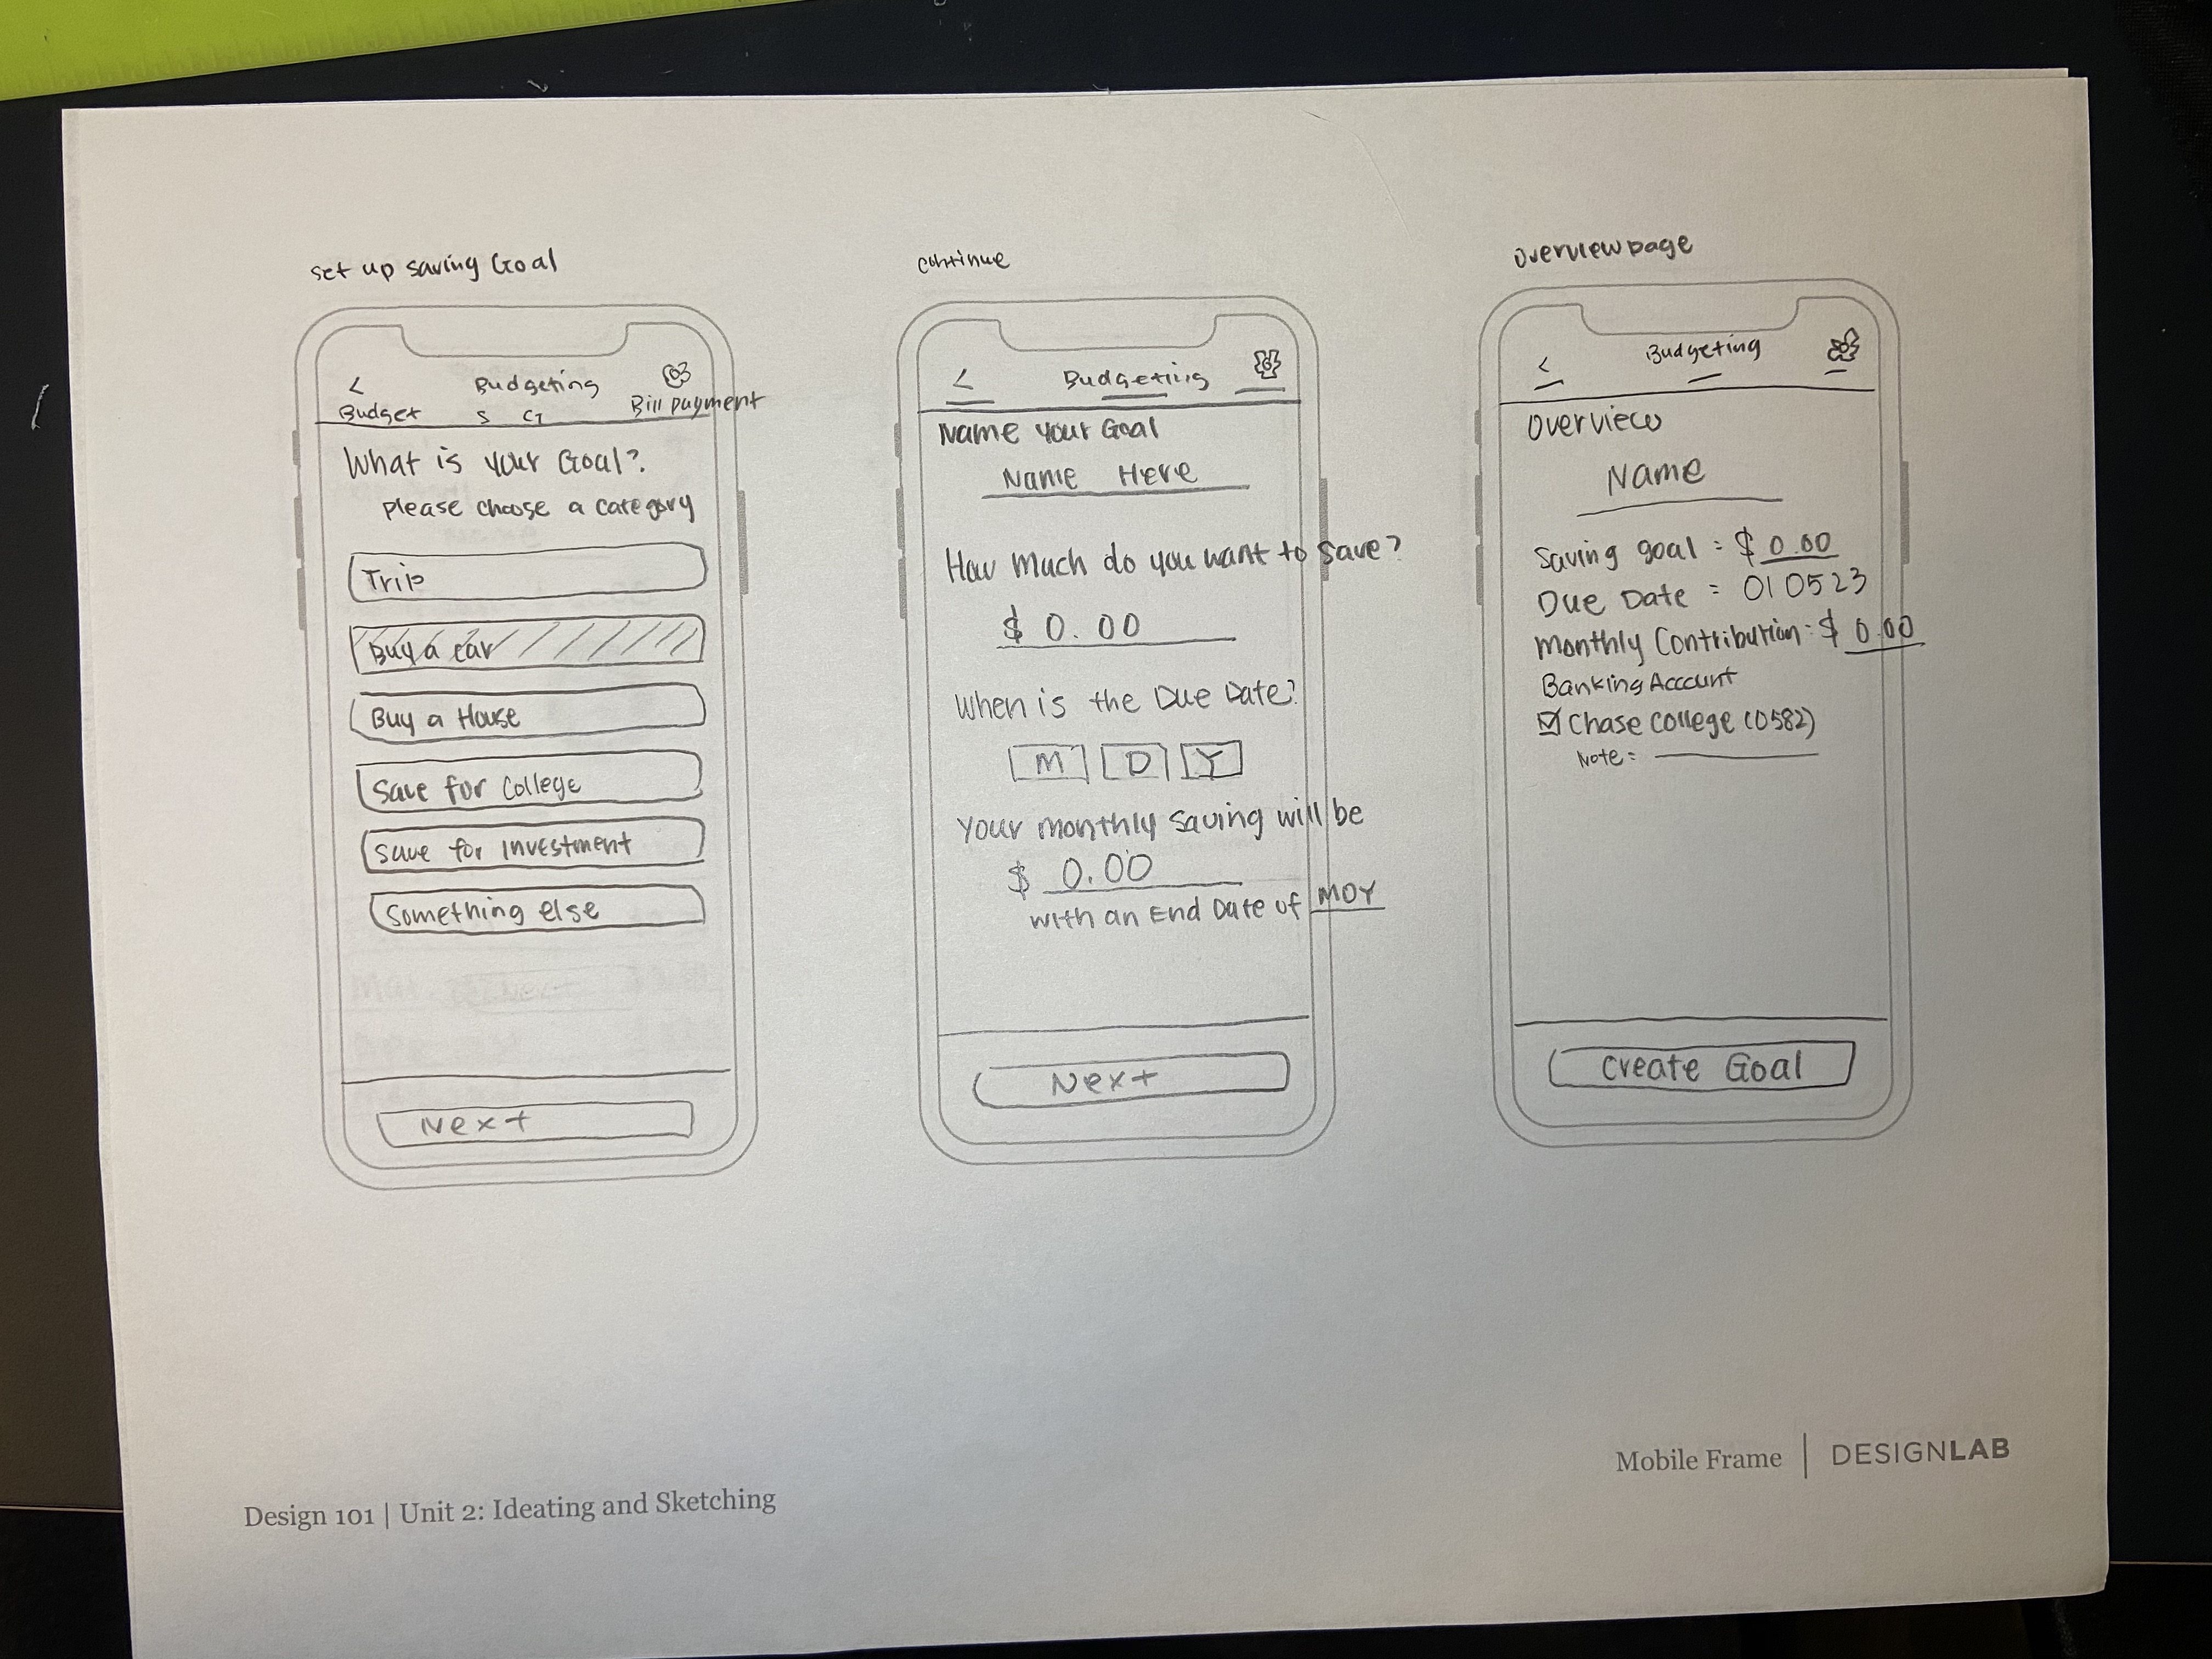 set up saving Goal
< Budgeting
Budget S G Bill payment
What is your Goal?
please choose a category
Trip
Buy a car
Buy a House
Save for College
Save for Investment
Something else
Next
continue
< Budgeting
Name your Goal
Name Here
How much do you want to save?
$ 0.00
When is the Due Date?
M D Y
Your monthly saving will be
$ 0.00
with an End Date of MDY
Next
overview page
< Budgeting
Overview
Name
Saving goal = $ 0.00
Due Date = 010523
Monthly Contribution = $ 0.00
Banking Account
Chase College (0582)
Note =
Create Goal
Design 101 | Unit 2: Ideating and Sketching
Mobile Frame | DESIGNLAB